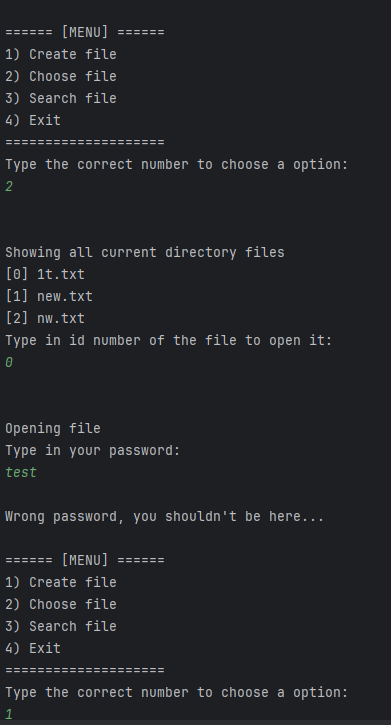 ====== [MENU] ======
1) Create file
2) Choose file
3) Search file
4) Exit
====================
Type the correct number to choose a option:
2
Showing all current directory files
[0] 1t.txt
[1] new.txt
[2] nw.txt
Type in id number of the file to open it:
0
Opening file
Type in your password:
test
Wrong password, you shouldn't be here...
====== [MENU] ======
1) Create file
2) Choose file
3) Search file
4) Exit
====================
Type the correct number to choose a option:
1